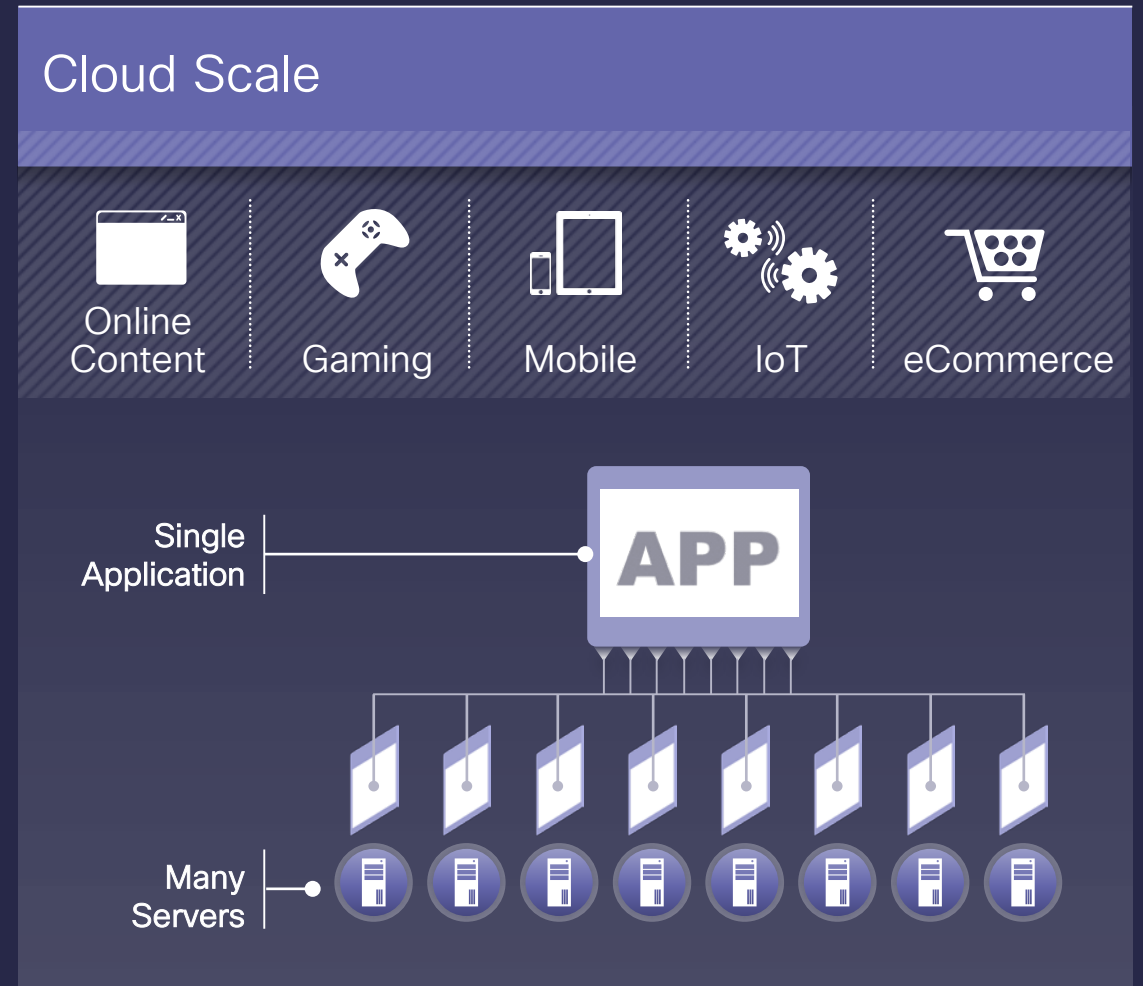 Cloud Scale
Online
Content
Gaming
Mobile
IoT
eCommerce
Single
Application
APP
Many
Servers